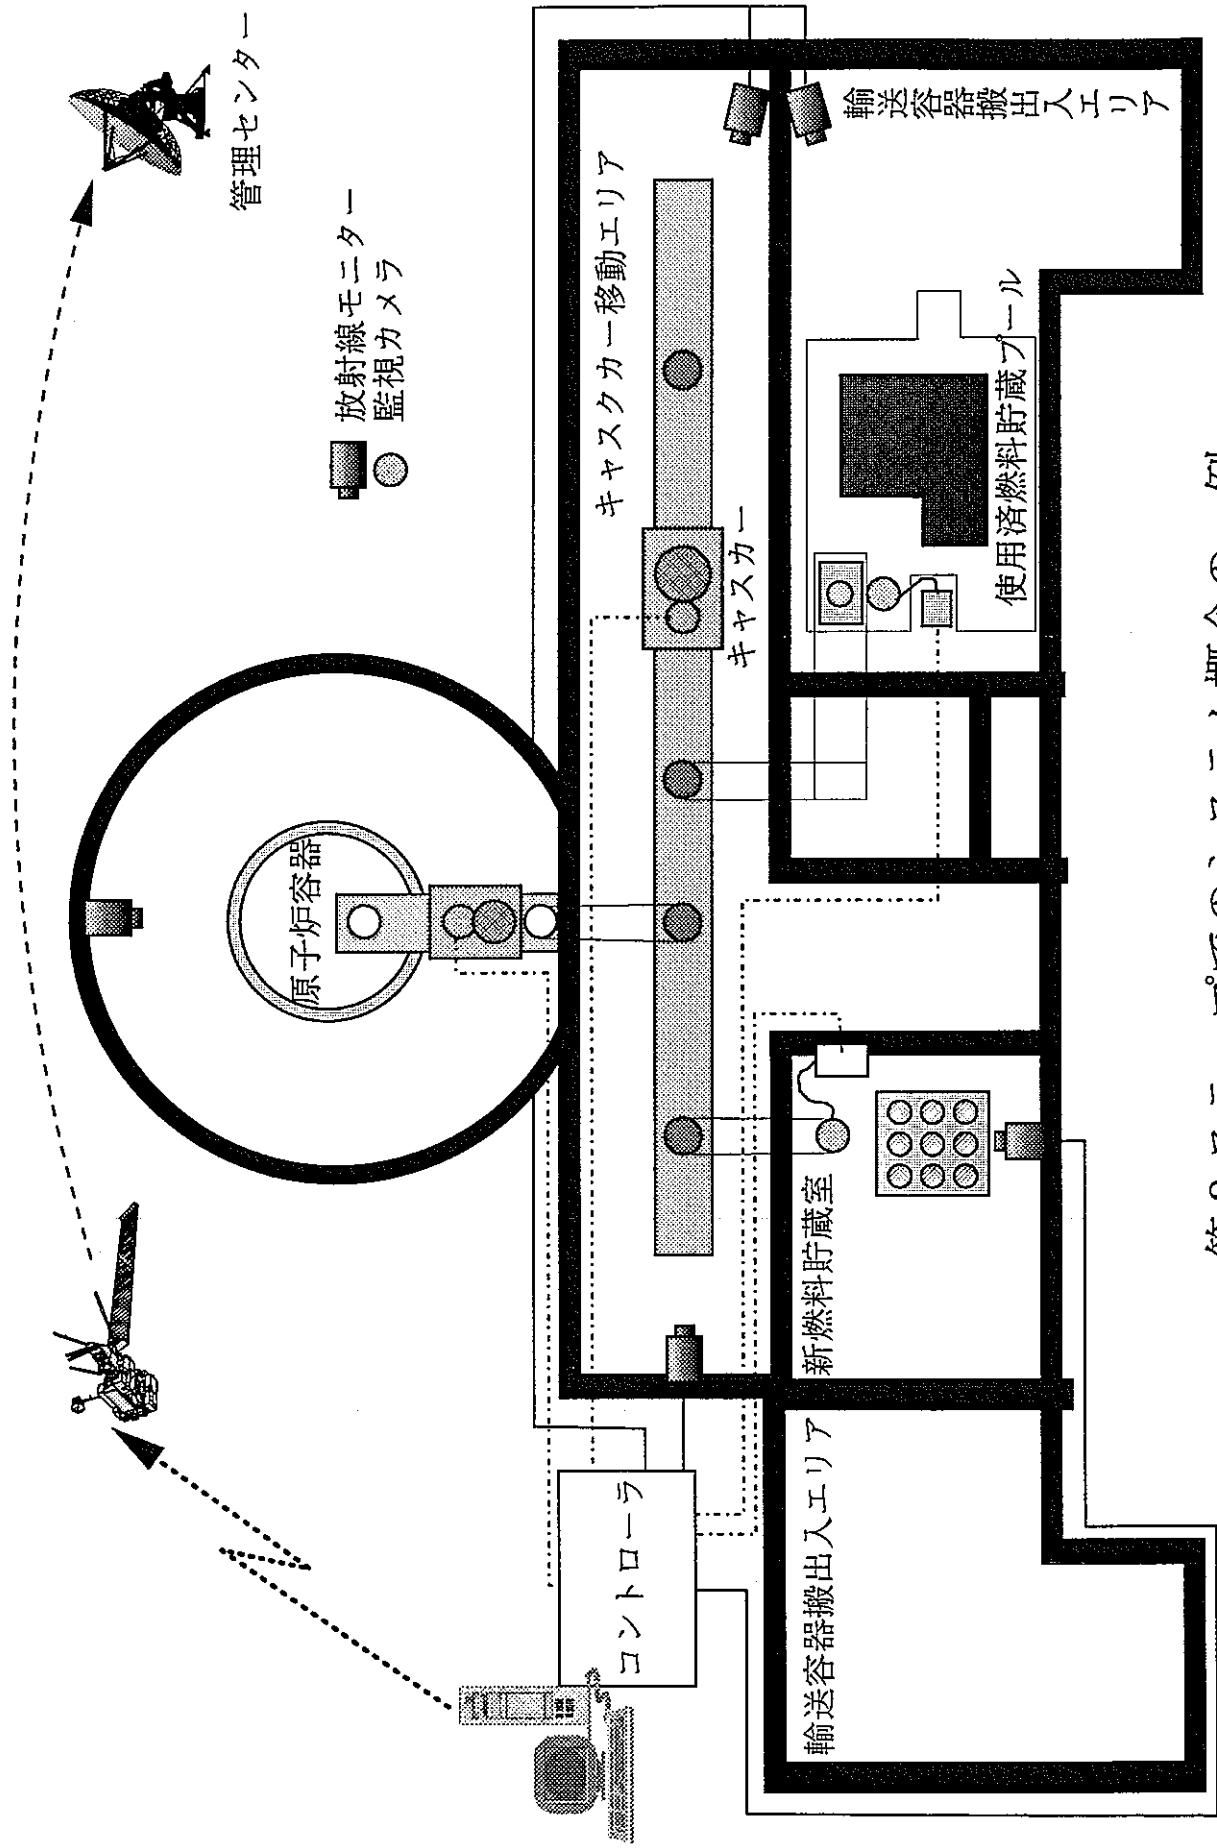 管理センター
放射線モニター
監視カメラ
原子炉容器
キャスクカー移動エリア
キャスカー
輸送容器搬出入エリア
使用済燃料貯蔵プール
新燃料貯蔵室
コントローラ
輸送容器搬出入エリア